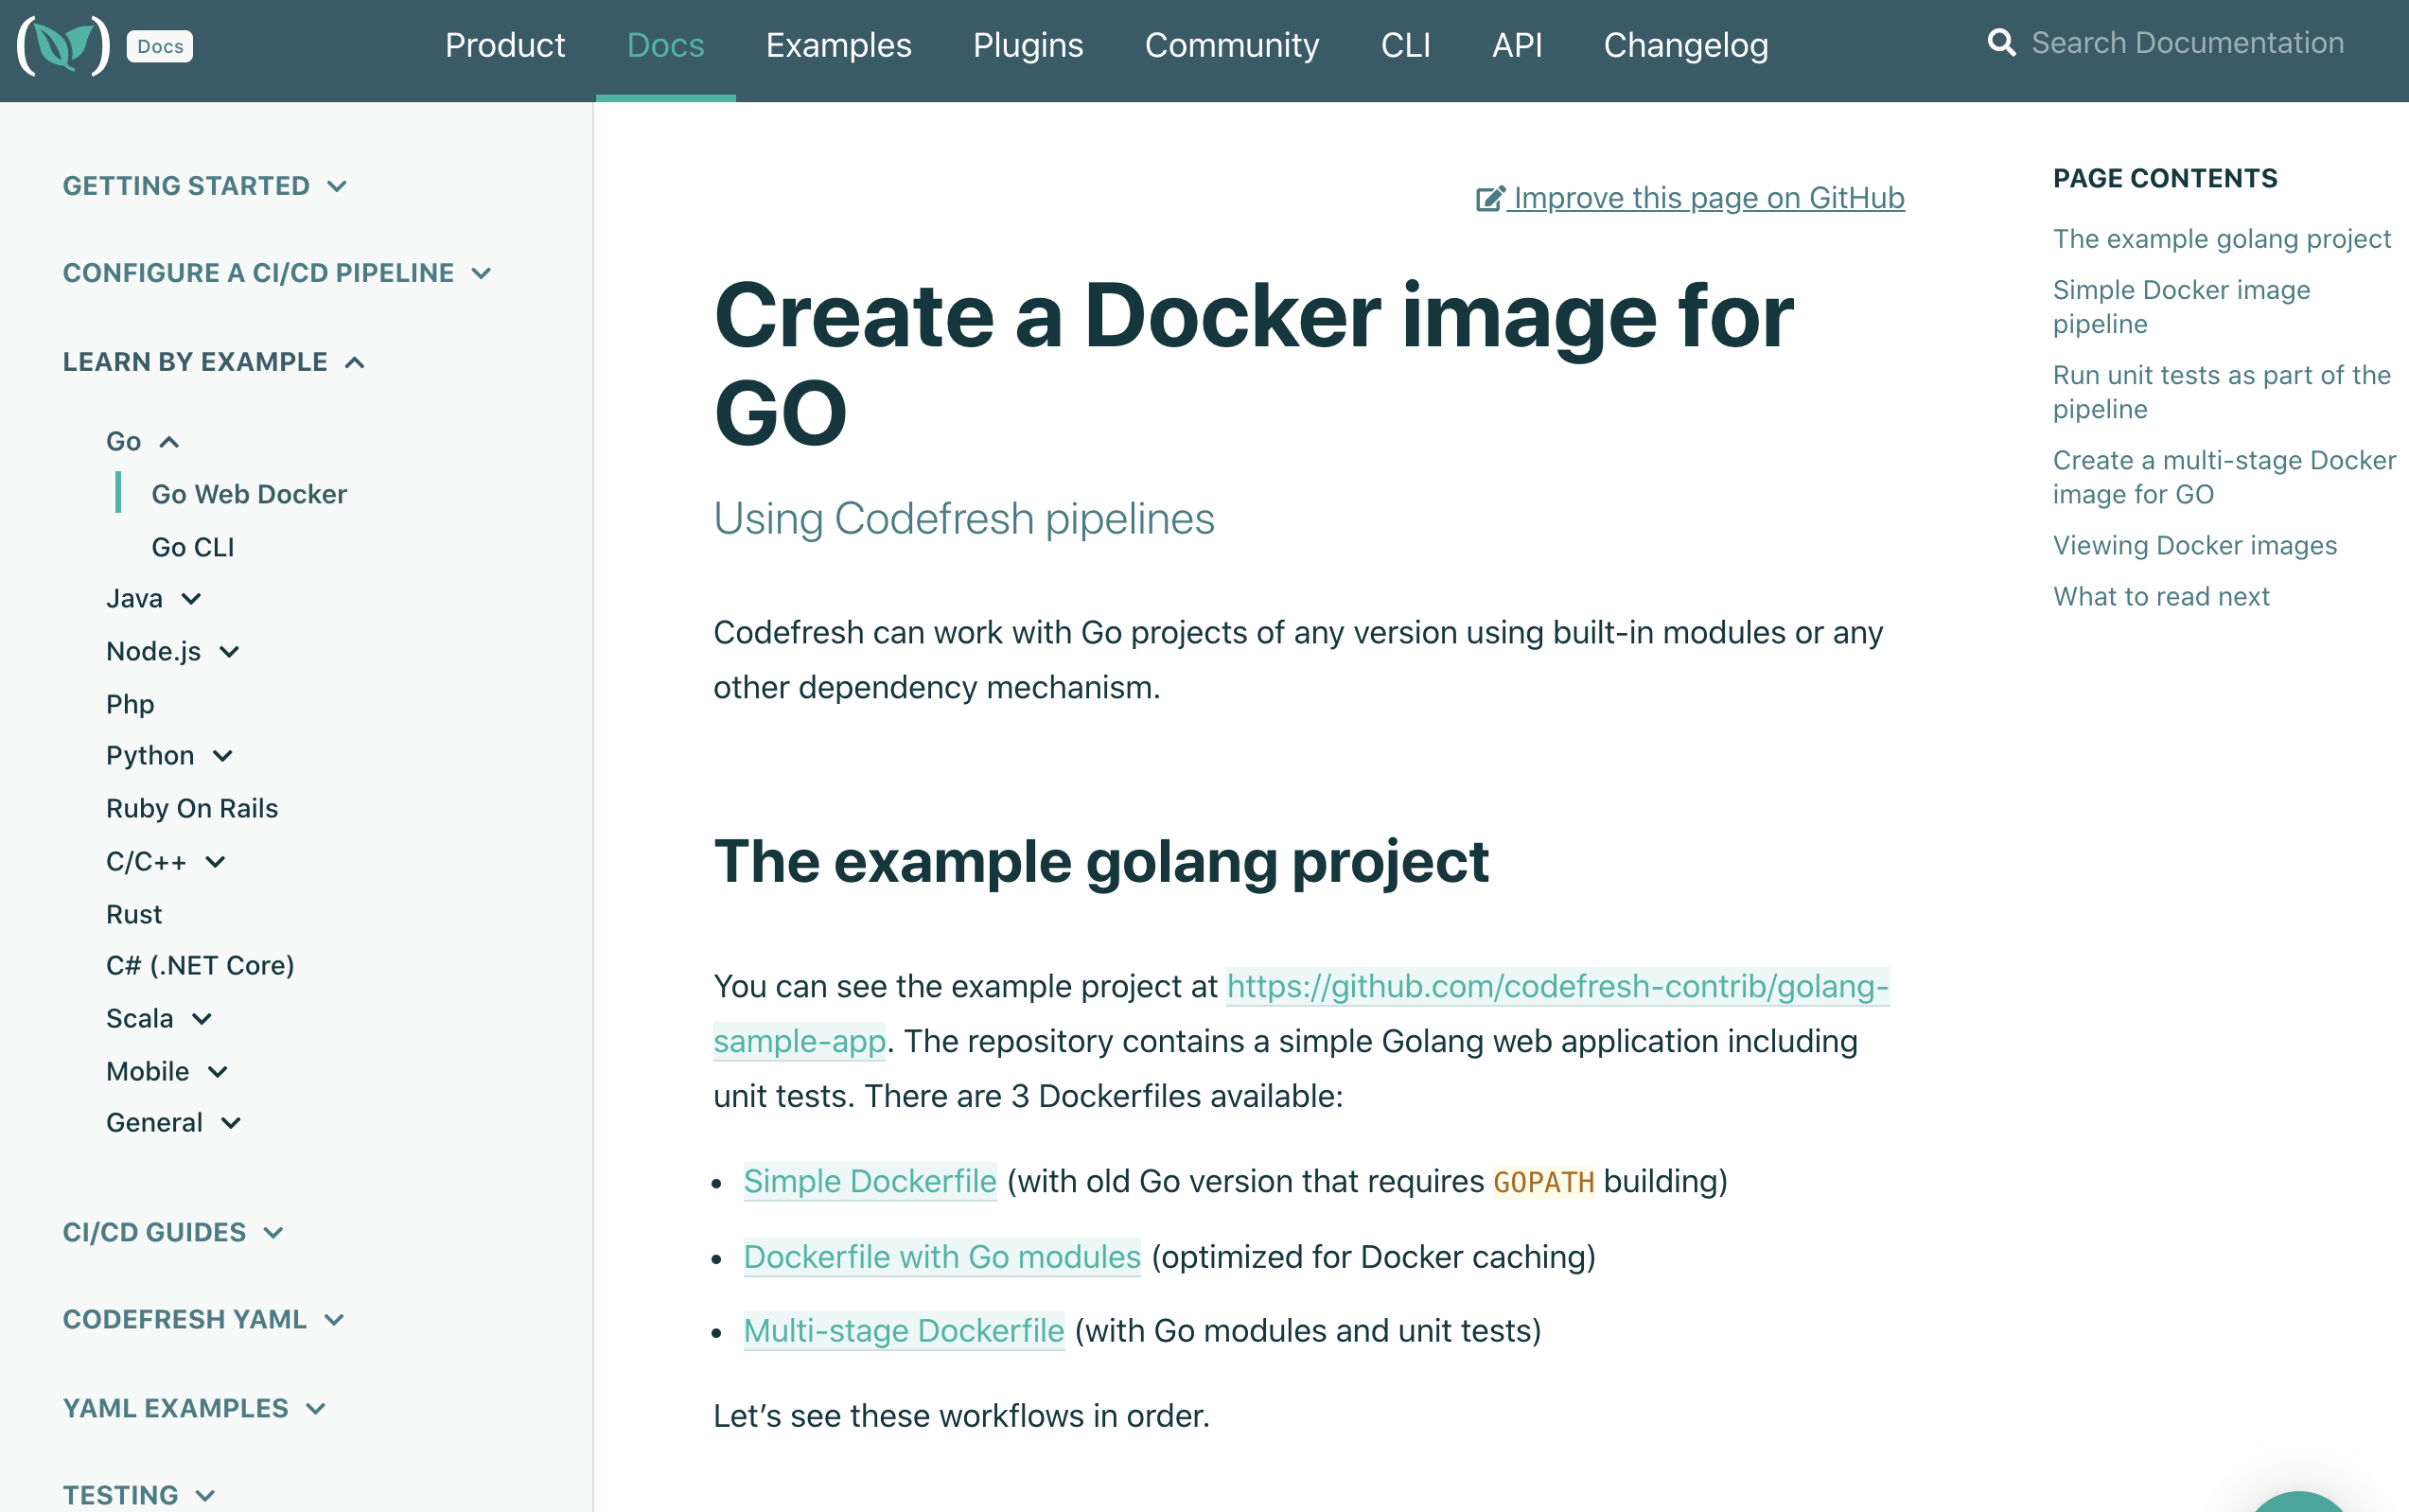 Docs
Product
Docs
Examples
Plugins
Community
CLI
API
Changelog
Search Documentation
GETTING STARTED
CONFIGURE A CI/CD PIPELINE
LEARN BY EXAMPLE
Go
Go Web Docker
Go CLI
Java
Node.js
Php
Python
Ruby On Rails
C/C++
Rust
C# (.NET Core)
Scala
Mobile
General
CI/CD GUIDES
CODEFRESH YAML
YAML EXAMPLES
TESTING
Improve this page on GitHub
Create a Docker image for
GO
Using Codefresh pipelines
Codefresh can work with Go projects of any version using built-in modules or any
other dependency mechanism.
The example golang project
You can see the example project at https://github.com/codefresh-contrib/golang-
sample-app. The repository contains a simple Golang web application including
unit tests. There are 3 Dockerfiles available:
• Simple Dockerfile (with old Go version that requires GOPATH building)
• Dockerfile with Go modules (optimized for Docker caching)
• Multi-stage Dockerfile (with Go modules and unit tests)
Let’s see these workflows in order.
PAGE CONTENTS
The example golang project
Simple Docker image
pipeline
Run unit tests as part of the
pipeline
Create a multi-stage Docker
image for GO
Viewing Docker images
What to read next